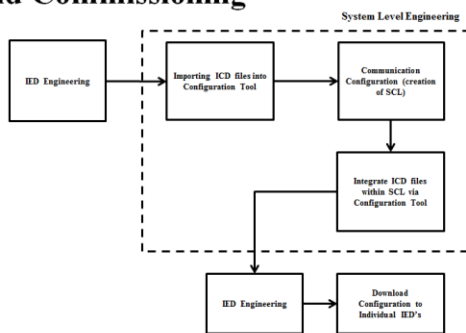 Commissioning
System Level Engineering
IED Engineering
Importing ICD files into
Configuration Tool
Communication
Configuration (creation
of SCL)
Integrate ICD files
within SCL via
Configuration Tool
IED Engineering
Download
Configuration to
Individual IED's